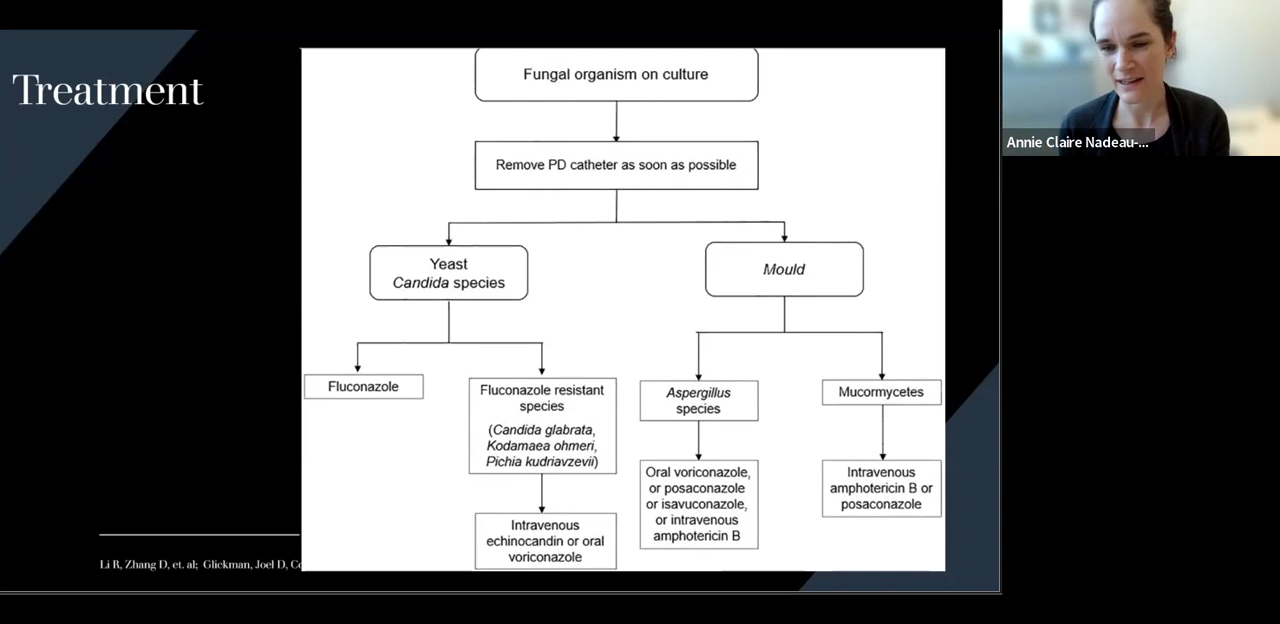 Treatment
Fungal organism on culture
Remove PD catheter as soon as possible
Yeast
Candida species
Mould
Fluconazole
Fluconazole resistant
species
(Candida glabrata,
Kodamaea ohmeri,
Pichia kudriavzevii)
Intravenous
echinocandin or oral
voriconazole
Aspergillus
species
Oral voriconazole,
or posaconazole
or isavuconazole,
or intravenous
amphotericin B
Mucormycetes
Intravenous
amphotericin B or
posaconazole
Li R, Zhang D, et. al; Glickman, Joel D, Co
Annie Claire Nadeau-...